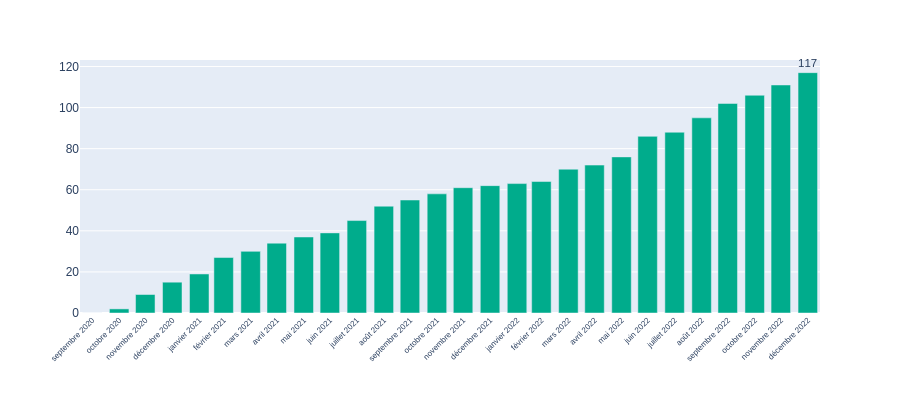 117
120
100
80
60
40
20
0
septembre 2020
octobre 2020
novembre 2020
décembre 2020
janvier 2021
février 2021
mars 2021
avril 2021
mai 2021
juin 2021
juillet 2021
août 2021
septembre 2021
octobre 2021
novembre 2021
décembre 2021
janvier 2022
février 2022
mars 2022
avril 2022
mai 2022
juin 2022
juillet 2022
août 2022
septembre 2022
octobre 2022
novembre 2022
décembre 2022